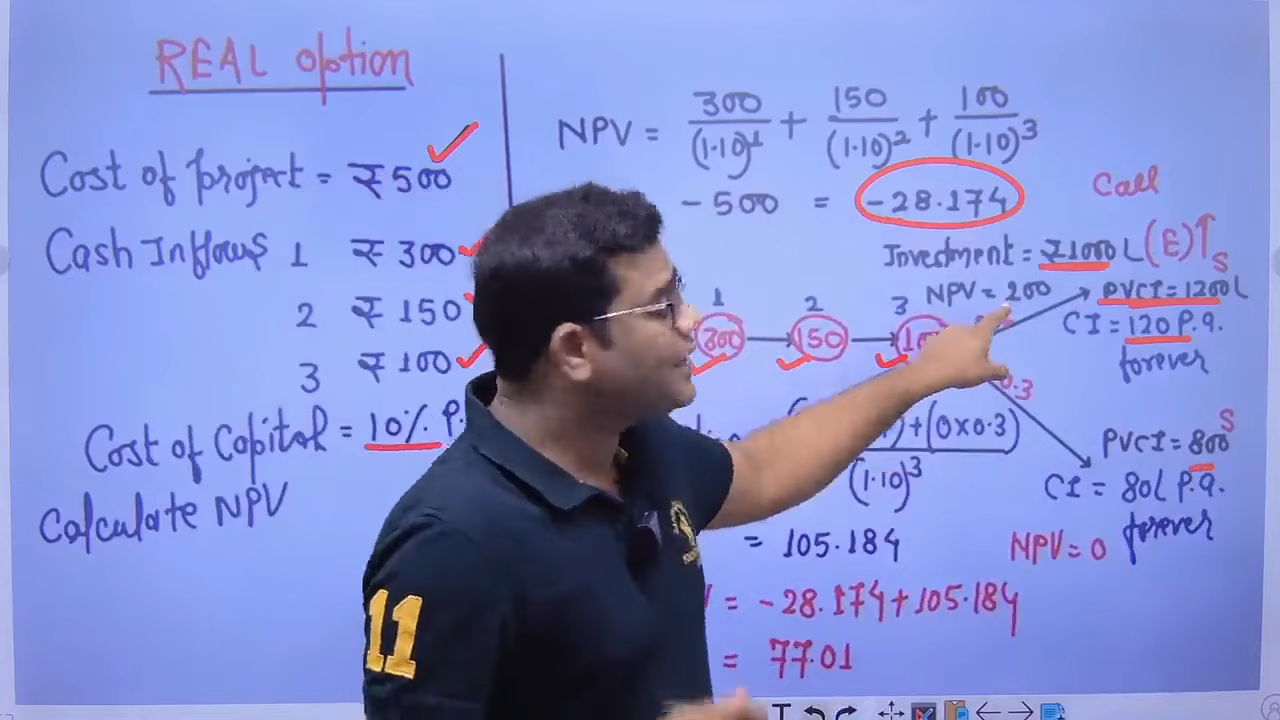 REAL option
Cost of project = ₹500
Cash Inflows 1 ₹300
2 ₹150
3 ₹100
Cost of Capital = 10% P.
Calculate NPV
NPV = 300/(1.10)¹ + 150/(1.10)² + 100/(1.10)³
-500 = -28.174
Call
Investment = ₹1000 L (E)↑
S
NPV = 200
PVCI = 1200L
CI = 120 P.a.
forever
1 2 3
300 → 150 →
0.3
+(0×0.3)
(1.10)³
S
PVCI = 800
CI = 80L P.a.
forever
NPV = 0
= 105.184
= -28.174+105.184
= 77.01
11